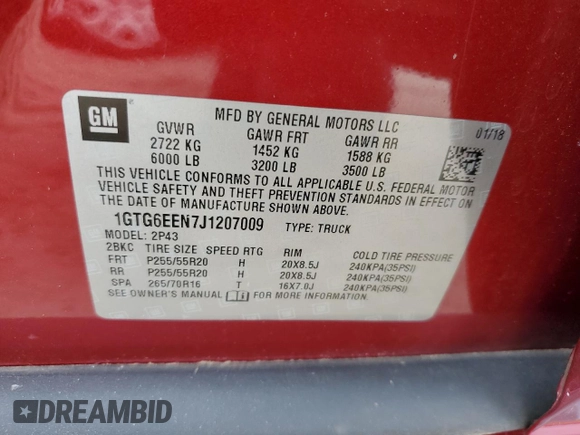 GM
MFD BY GENERAL MOTORS LLC
01/18
GVWR GAWR FRT GAWR RR
2722 KG 1452 KG 1588 KG
6000 LB 3200 LB 3500 LB
THIS VEHICLE CONFORMS TO ALL APPLICABLE U.S. FEDERAL MOTOR
VEHICLE SAFETY AND THEFT PREVENTION STANDARDS IN EFFECT ON
THE DATE OF MANUFACTURE SHOWN ABOVE.
1GTG6EEN7J1207009 TYPE: TRUCK
MODEL: 2P43
2BKC TIRE SIZE SPEED RTG RIM COLD TIRE PRESSURE
FRT P255/55R20 H 20X8.5J 240KPA(35PSI)
RR P255/55R20 H 20X8.5J 240KPA(35PSI)
SPA 265/70R16 T 16X7.0J 240KPA(35PSI)
SEE OWNER'S MANUAL FOR ADDITIONAL INFORMATION.
DREAMBID